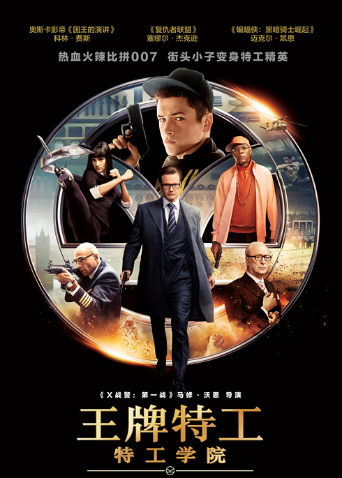 奥斯卡影帝《国王的演讲》 《复仇者联盟》 《蝙蝠侠：黑暗骑士崛起》
科林·费斯 塞缪尔·杰克逊 迈克尔·凯恩
热血火辣比拼007 街头小子变身特工精英
《X战警：第一战》马修·沃恩 导演
王牌特工
特工学院